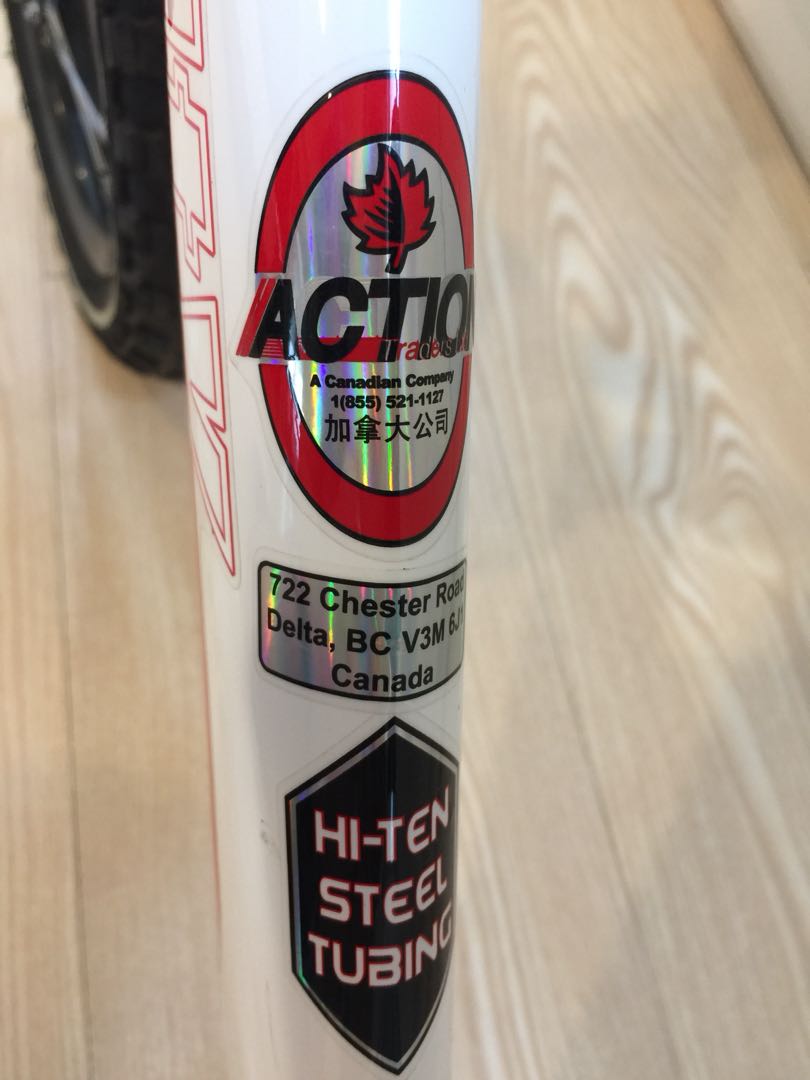 ACTION
A Canadian Company
1(855) 521-1127
加拿大公司
722 Chester Road
Delta, BC V3M 6J1
Canada
HI-TEN
STEEL
TUBING